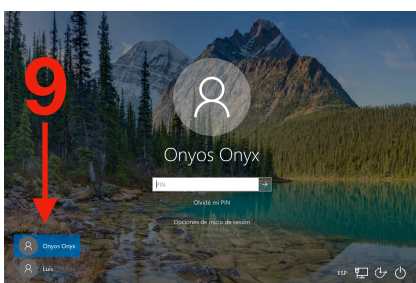 9
Onyos Onyx
PIN
Olvidé mi PIN
Opciones de inicio de sesión
Onyos Onyx
Luis
ESP